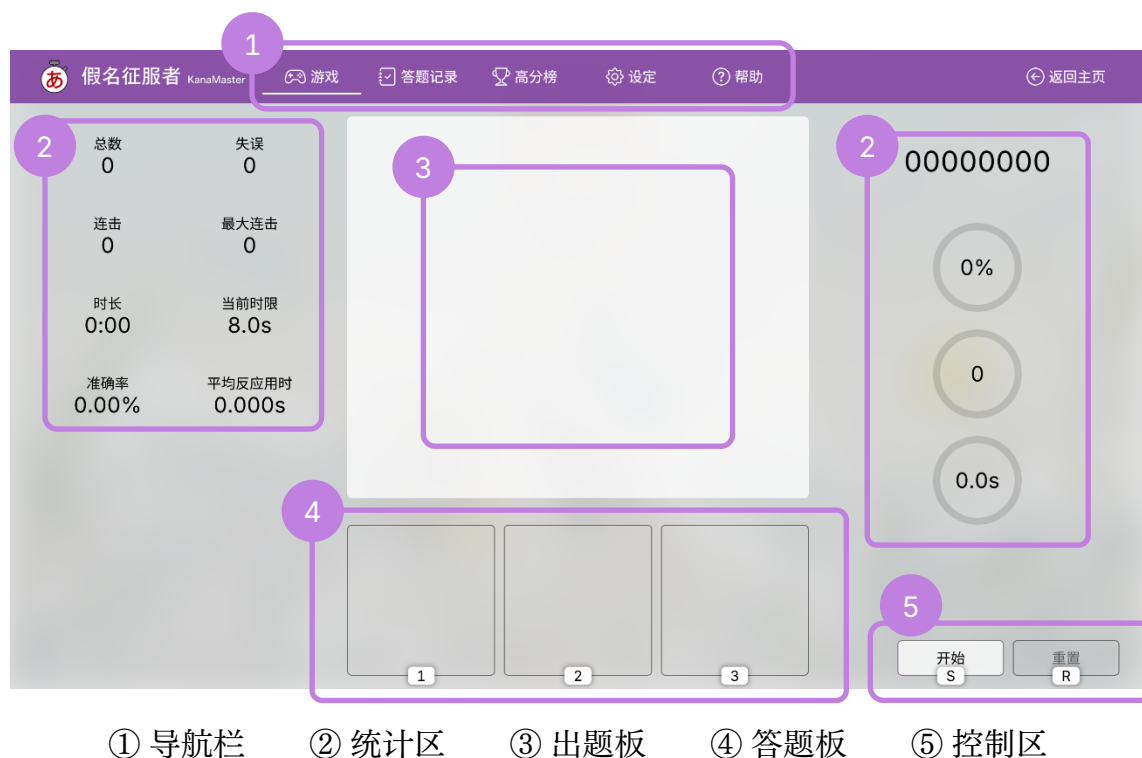 1
あ 假名征服者 KanaMaster 游戏 答题记录 高分榜 设定 帮助 返回主页
2
总数 失误
0 0
连击 最大连击
0 0
时长 当前时限
0:00 8.0s
准确率 平均反应用时
0.00% 0.000s
3
2
00000000
0%
0
0.0s
4
1 2 3
5
开始 重置
S R
① 导航栏 ② 统计区 ③ 出题板 ④ 答题板 ⑤ 控制区